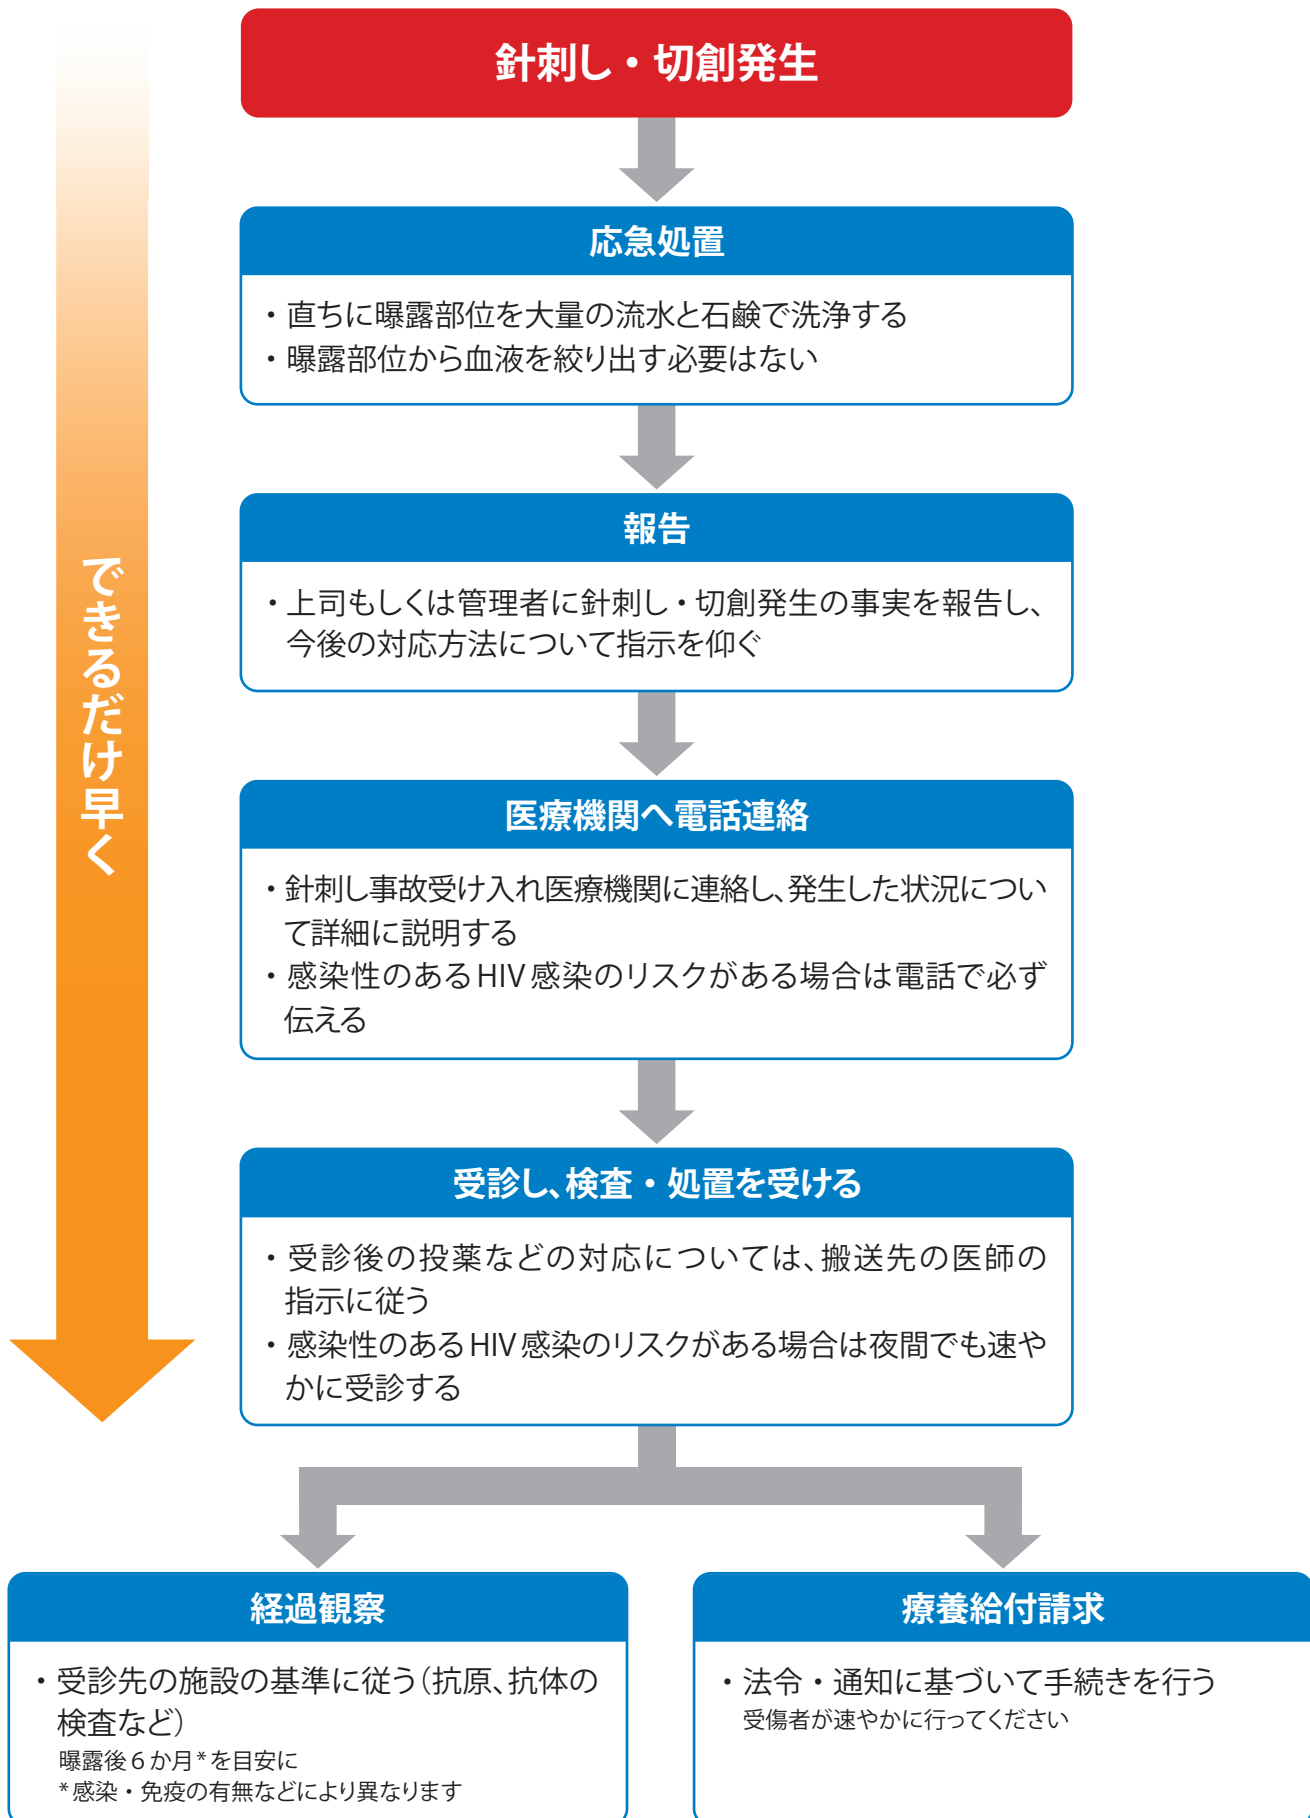 針刺し・切創発生
応急処置
・直ちに曝露部位を大量の流水と石鹸で洗浄する
・曝露部位から血液を絞り出す必要はない
報告
・上司もしくは管理者に針刺し・切創発生の事実を報告し、
今後の対応方法について指示を仰ぐ
できるだけ早く
医療機関へ電話連絡
・針刺し事故受け入れ医療機関に連絡し、発生した状況につい
て詳細に説明する
・感染性のあるHIV感染のリスクがある場合は電話で必ず
伝える
受診し、検査・処置を受ける
・受診後の投薬などの対応については、搬送先の医師の
指示に従う
・感染性のあるHIV感染のリスクがある場合は夜間でも速や
かに受診する
経過観察
・受診先の施設の基準に従う（抗原、抗体の
検査など）
曝露後６か月*を目安に
*感染・免疫の有無などにより異なります
療養給付請求
・法令・通知に基づいて手続きを行う
受傷者が速やかに行ってください